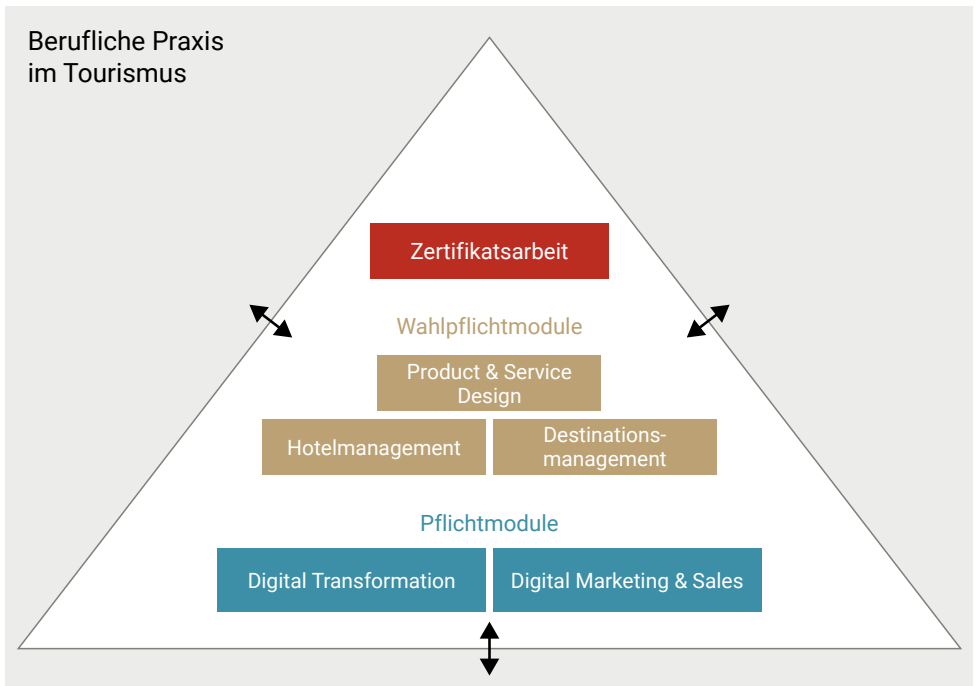 Berufliche Praxis
im Tourismus
Zertifikatsarbeit
Wahlpflichtmodule
Product & Service
Design
Hotelmanagement
Destinations-
management
Pflichtmodule
Digital Transformation
Digital Marketing & Sales